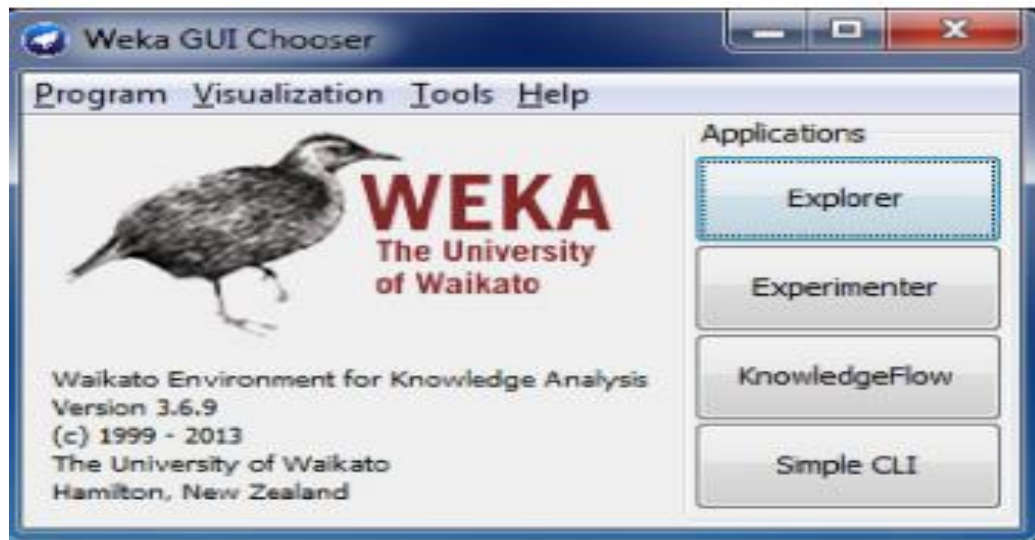 Weka GUI Chooser
Program Visualization Tools Help
WEKA
The University
of Waikato
Waikato Environment for Knowledge Analysis
Version 3.6.9
(c) 1999 - 2013
The University of Waikato
Hamilton, New Zealand
Applications
Explorer
Experimenter
KnowledgeFlow
Simple CLI